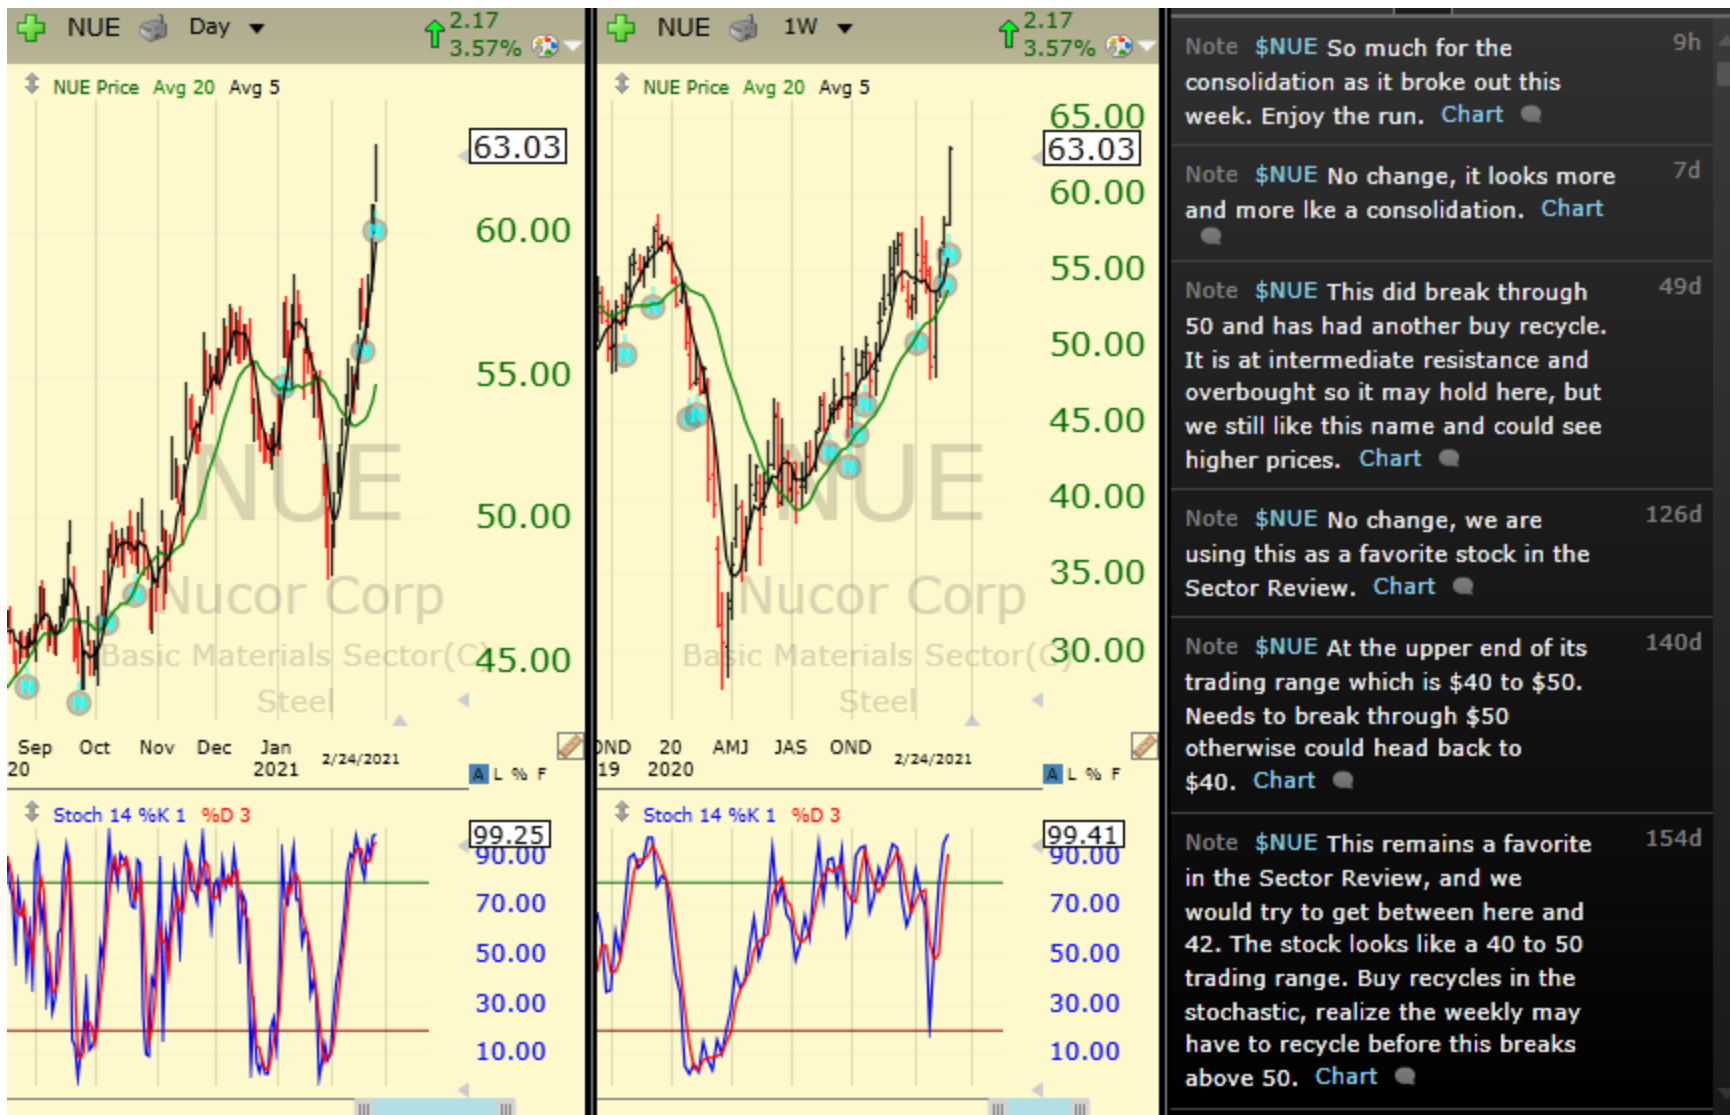 NUE Day 2.17
3.57%
NUE Price Avg 20 Avg 5
63.03
60.00
55.00
50.00
45.00
NUE
Nucor Corp
Basic Materials Sector(C)
Steel
Sep Oct Nov Dec Jan
20 2021 2/24/2021
A L % F
Stoch 14 %K 1 %D 3
99.25
90.00
70.00
50.00
30.00
10.00
NUE 1W 2.17
3.57%
NUE Price Avg 20 Avg 5
65.00
63.03
60.00
55.00
50.00
45.00
40.00
35.00
30.00
NUE
Nucor Corp
Basic Materials Sector(C)
Steel
OND 20 AMJ JAS OND
19 2020 2/24/2021
A L % F
Stoch 14 %K 1 %D 3
99.41
90.00
70.00
50.00
30.00
10.00
Note $NUE So much for the 9h
consolidation as it broke out this
week. Enjoy the run. Chart
Note $NUE No change, it looks more 7d
and more lke a consolidation. Chart
Note $NUE This did break through 49d
50 and has had another buy recycle.
It is at intermediate resistance and
overbought so it may hold here, but
we still like this name and could see
higher prices. Chart
Note $NUE No change, we are 126d
using this as a favorite stock in the
Sector Review. Chart
Note $NUE At the upper end of its 140d
trading range which is $40 to $50.
Needs to break through $50
otherwise could head back to
$40. Chart
Note $NUE This remains a favorite 154d
in the Sector Review, and we
would try to get between here and
42. The stock looks like a 40 to 50
trading range. Buy recycles in the
stochastic, realize the weekly may
have to recycle before this breaks
above 50. Chart